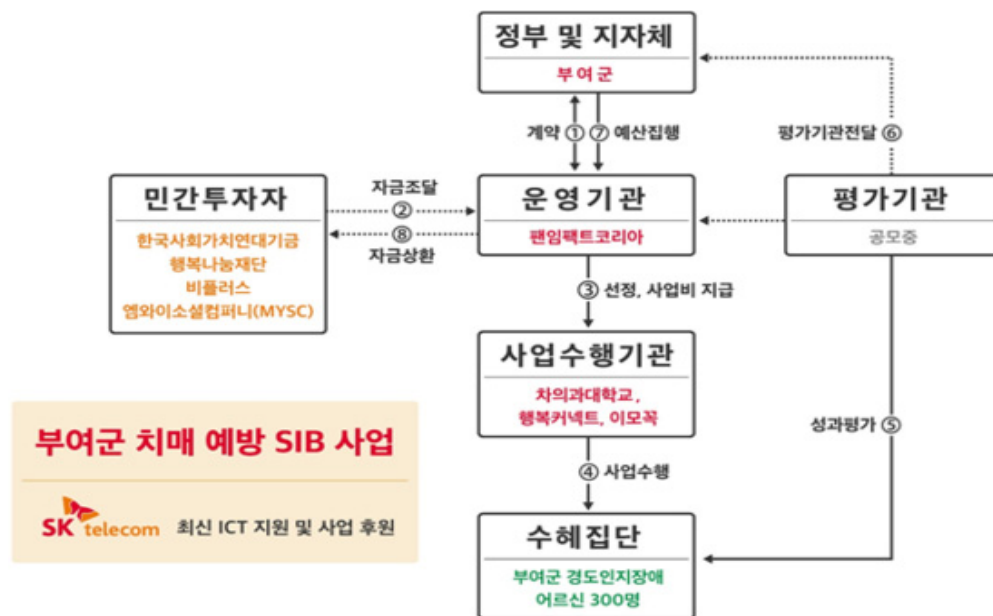 정부 및 지자체
부여군
계약 ① ⑦ 예산집행
평가기관전달 ⑥
민간투자자
한국사회가치연대기금
행복나눔재단
비플러스
엠와이소셜컴퍼니(MYSC)
자금조달
②
⑧
자금상환
운영기관
팬임팩트코리아
평가기관
공모중
③ 선정, 사업비 지급
사업수행기관
차의과대학교,
행복커넥트, 이모꼭
성과평가 ⑤
④ 사업수행
수혜집단
부여군 경도인지장애
어르신 300명
부여군 치매 예방 SIB 사업
SK telecom 최신 ICT 지원 및 사업 후원